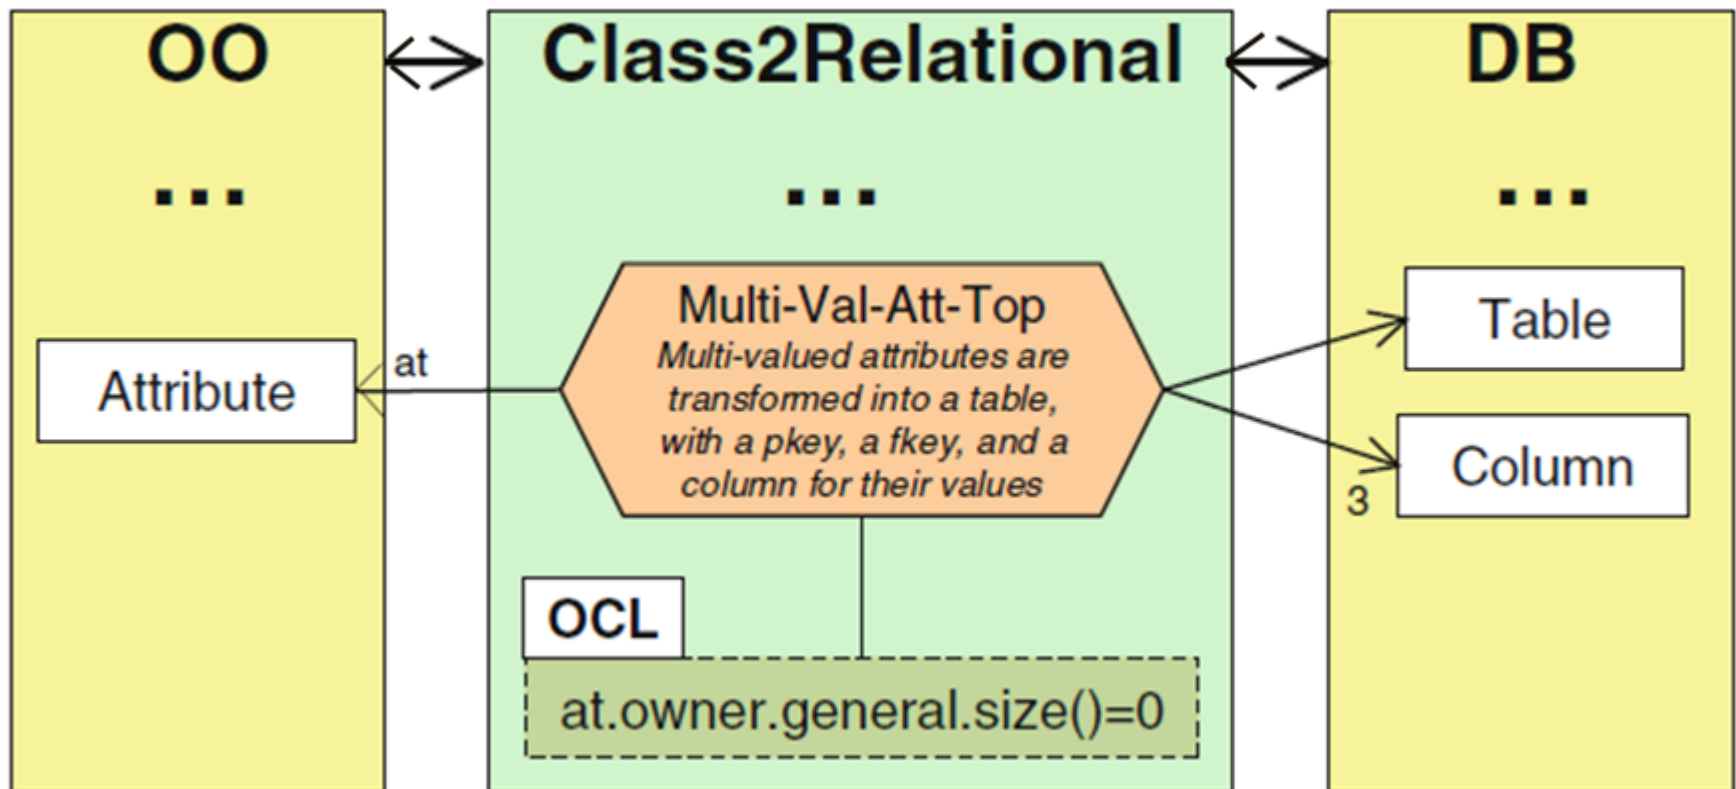 OO
Class2Relational
DB
...
...
...
Multi-Val-Att-Top
Multi-valued attributes are
transformed into a table,
with a pkey, a fkey, and a
column for their values
Attribute
at
Table
Column
3
OCL
at.owner.general.size()=0